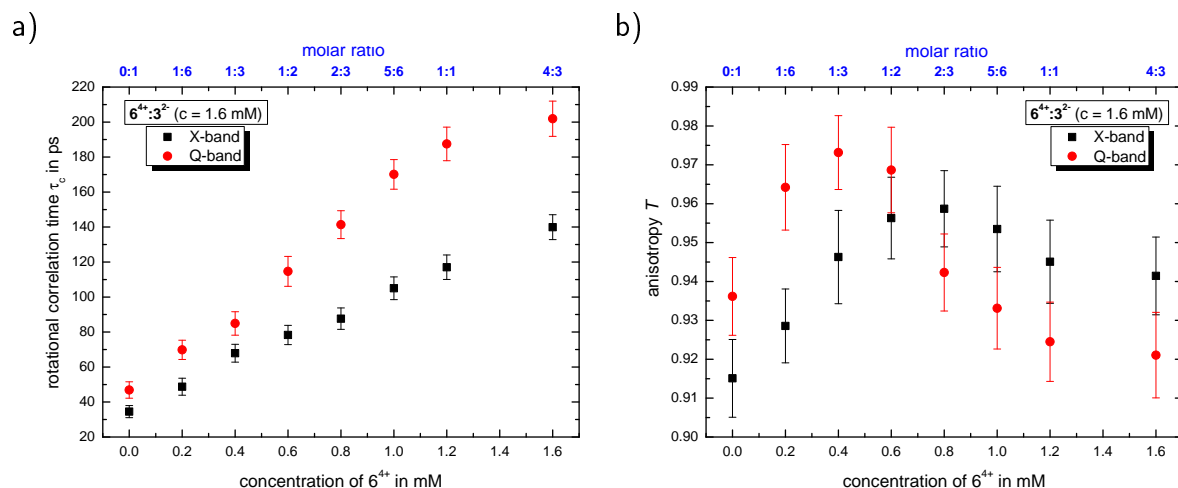 a)
molar ratio
0:1 1:6 1:3 1:2 2:3 5:6 1:1 4:3
220
200
180
160
140
120
100
80
60
40
20
rotational correlation time τc in ps
6⁴⁺:3²⁻ (c = 1.6 mM)
X-band
Q-band
0.0 0.2 0.4 0.6 0.8 1.0 1.2 1.4 1.6
concentration of 6⁴⁺ in mM
b)
molar ratio
0:1 1:6 1:3 1:2 2:3 5:6 1:1 4:3
0.99
0.98
0.97
0.96
0.95
0.94
0.93
0.92
0.91
0.90
anisotropy T
6⁴⁺:3²⁻ (c = 1.6 mM)
X-band
Q-band
0.0 0.2 0.4 0.6 0.8 1.0 1.2 1.4 1.6
concentration of 6⁴⁺ in mM